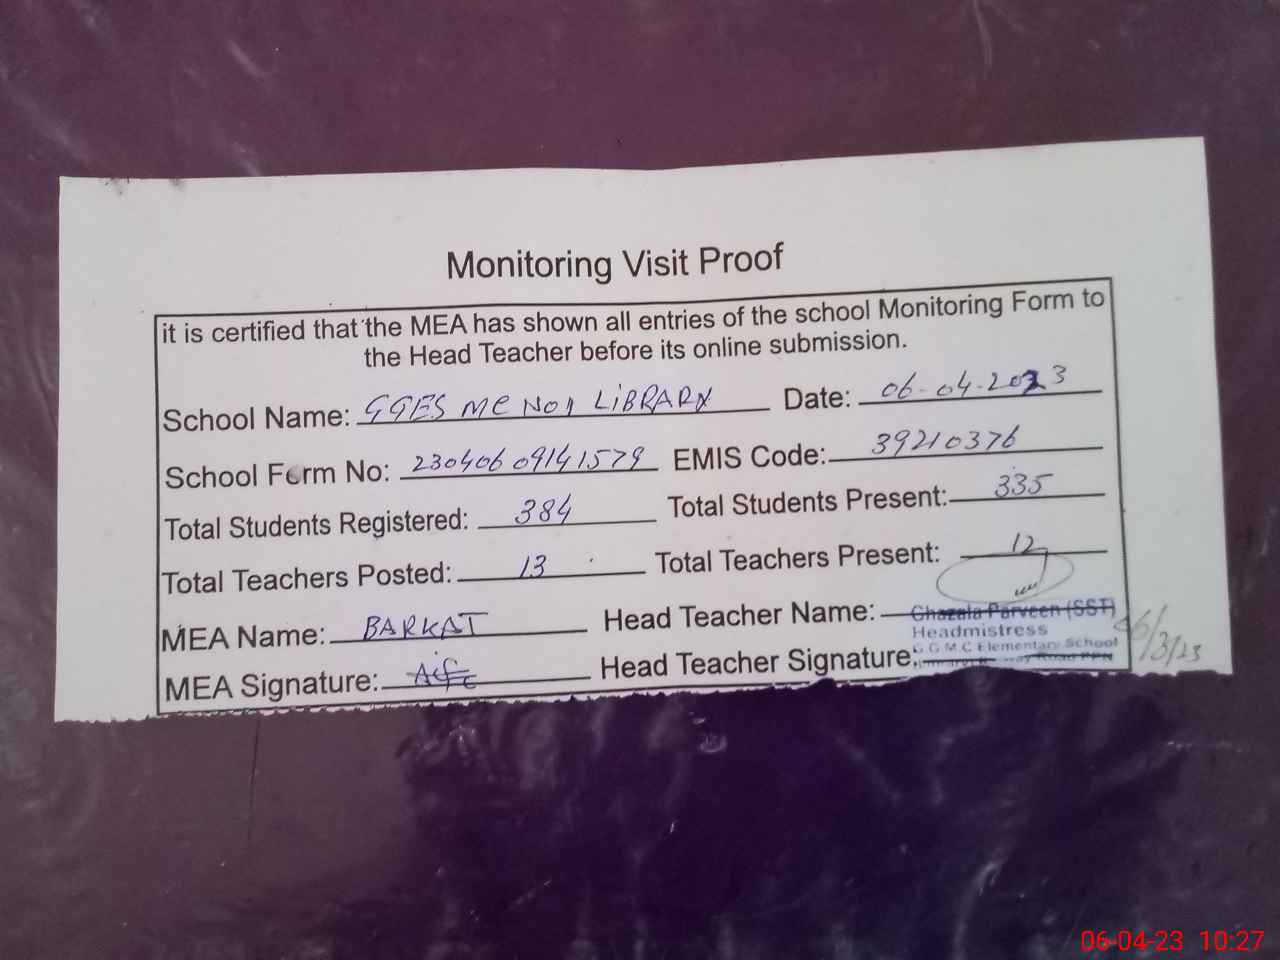 Monitoring Visit Proof
it is certified that the MEA has shown all entries of the school Monitoring Form to
the Head Teacher before its online submission.
School Name: GGES MC NO1 LiBRARY Date: 06-04-2023
School Form No: 23040609141579 EMIS Code: 39210376
Total Students Registered: 384 Total Students Present: 335
Total Teachers Posted: 13 Total Teachers Present: 12
MEA Name: BARKAT Head Teacher Name: Ghazala Parveen (SST)
Headmistress
G.G.M.C Elementary School
MEA Signature: Head Teacher Signature:
Road RPN
6/3/23
06-04-23 10:27